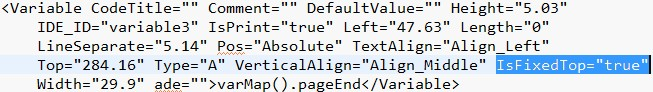 <Variable CodeTitle="" Comment="" DefaultValue="" Height="5.03"
IDE_ID="variable3" IsPrint="true" Left="47.63" Length="0"
LineSeparate="5.14" Pos="Absolute" TextAlign="Align_Left"
Top="284.16" Type="A" VerticalAlign="Align_Middle" IsFixedTop="true"
Width="29.9" ade="">varMap().pageEnd</Variable>